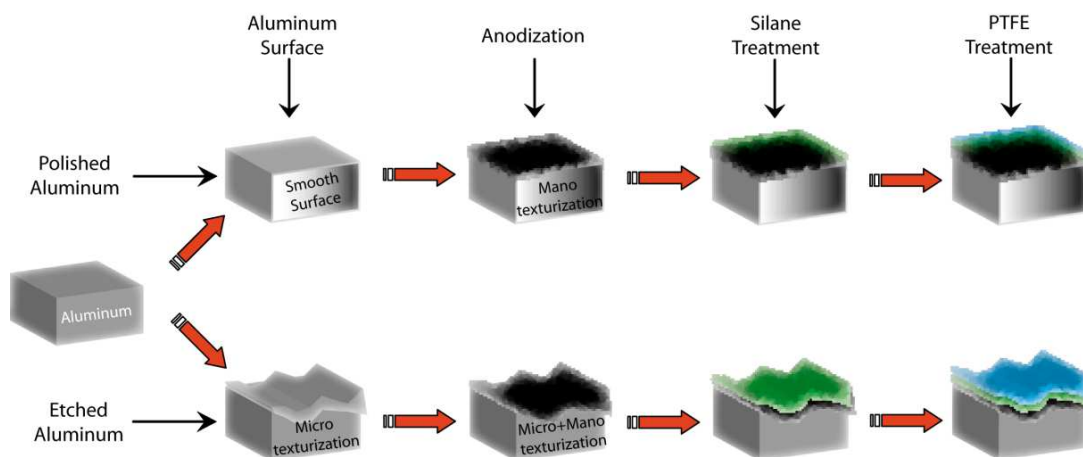 Aluminum
Surface
Anodization
Silane
Treatment
PTFE
Treatment
Polished
Aluminum
Smooth
Surface
Mano
texturization
Aluminum
Etched
Aluminum
Micro
texturization
Micro+Mano
texturization